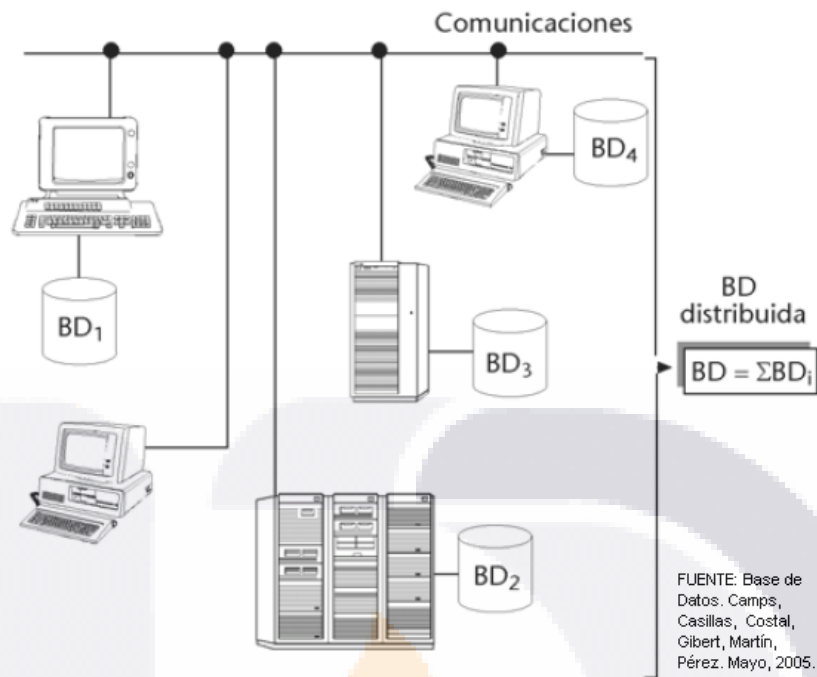 Comunicaciones
BD₄
BD₁
BD₃
BD
distribuida
BD = ΣBDᵢ
BD₂
FUENTE: Base de
Datos. Camps,
Casillas, Costal,
Gibert, Martín,
Pérez. Mayo, 2005.